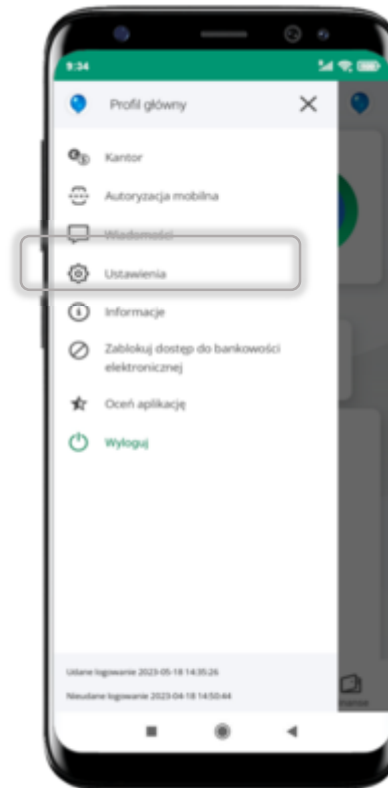 9:34
Profil główny
Kantor
Autoryzacja mobilna
Wiadomości
Ustawienia
Informacje
Zablokuj dostęp do bankowości
elektronicznej
Oceń aplikację
Wyloguj
Udane logowanie 2023-05-18 14:35:26
Nieudane logowanie 2023-04-18 14:50:44